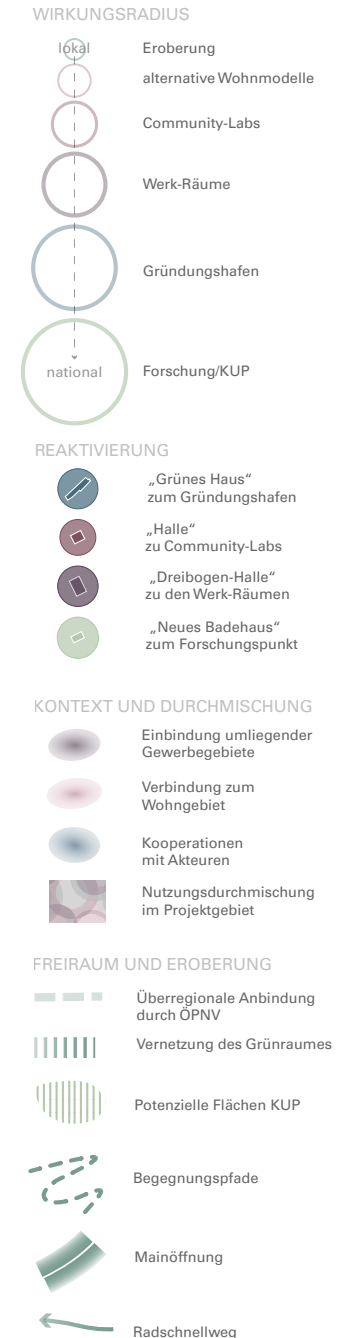 WIRKUNGSRADIUS
lokal
Eroberung
alternative Wohnmodelle
Community-Labs
Werk-Räume
Gründungshafen
national
Forschung/KUP
REAKTIVIERUNG
„Grünes Haus“
zum Gründungshafen
„Halle“
zu Community-Labs
„Dreibogen-Halle“
zu den Werk-Räumen
„Neues Badehaus“
zum Forschungspunkt
KONTEXT UND DURCHMISCHUNG
Einbindung umliegender
Gewerbegebiete
Verbindung zum
Wohngebiet
Kooperationen
mit Akteuren
Nutzungsdurchmischung
im Projektgebiet
FREIRAUM UND EROBERUNG
Überregionale Anbindung
durch ÖPNV
Vernetzung des Grünraumes
Potenzielle Flächen KUP
Begegnungspfade
Mainöffnung
Radschnellweg